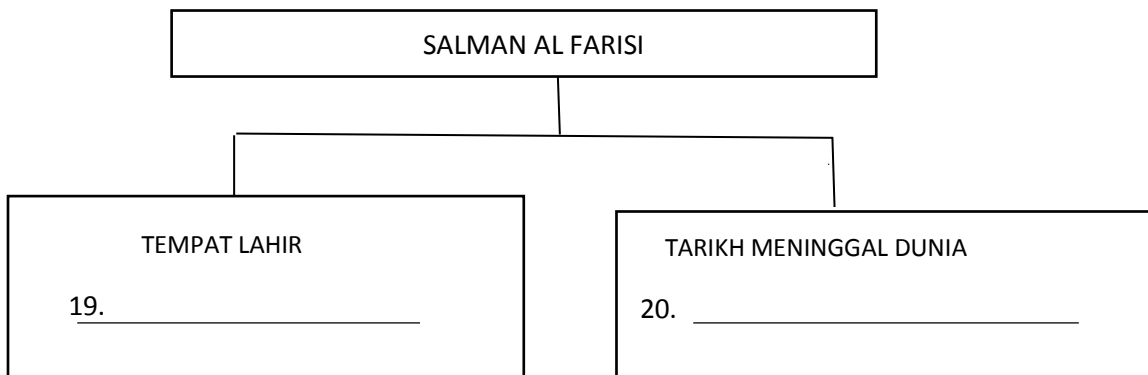 SALMAN AL FARISI
TEMPAT LAHIR
19.
TARIKH MENINGGAL DUNIA
20.